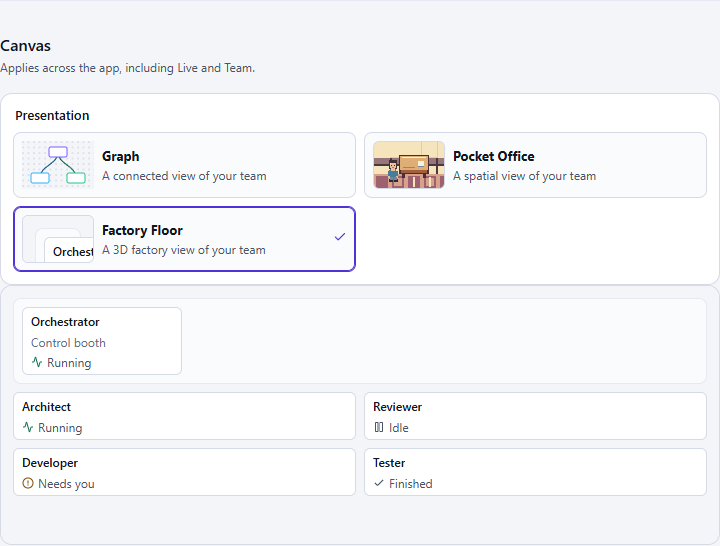 Canvas
Applies across the app, including Live and Team.
Presentation
Graph
A connected view of your team
Pocket Office
A spatial view of your team
Orchest
Factory Floor
A 3D factory view of your team
Orchestrator
Control booth
Running
Architect
Running
Reviewer
Idle
Developer
Needs you
Tester
Finished